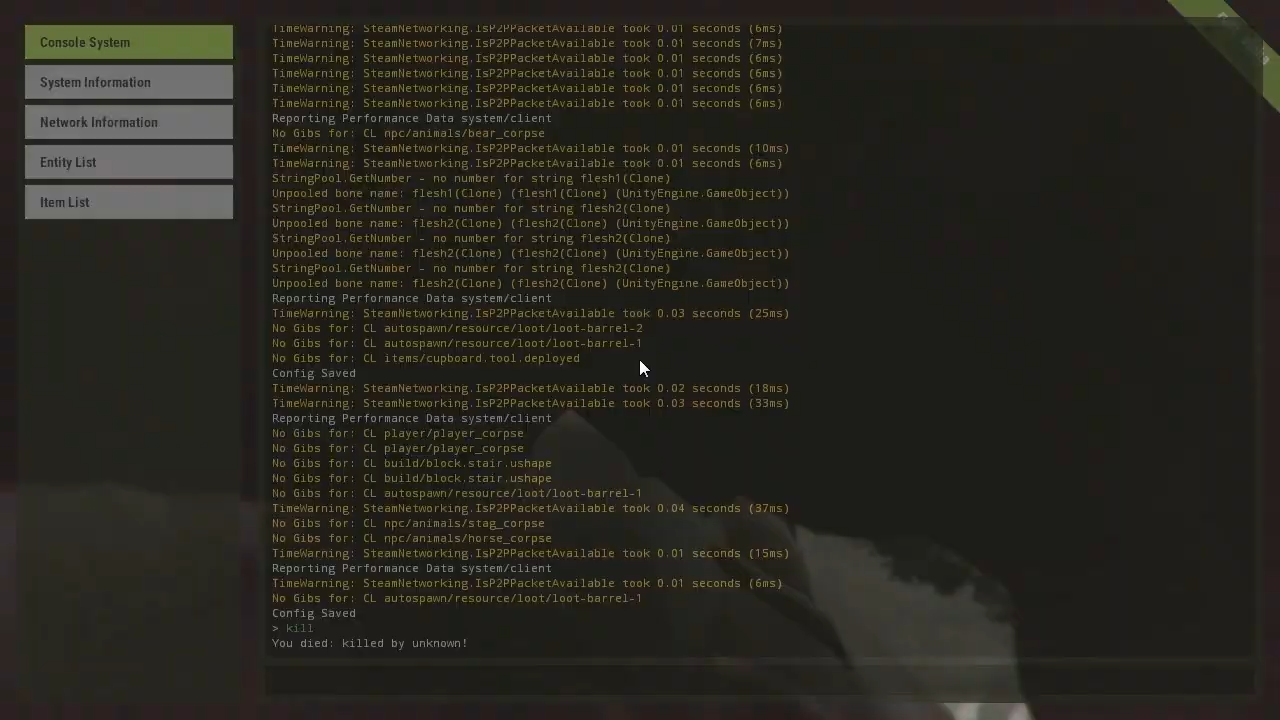 Console System
System Information
Network Information
Entity List
Item List
TimeWarning: SteamNetworking.IsP2PPacketAvailable took 0.01 seconds (6ms)
TimeWarning: SteamNetworking.IsP2PPacketAvailable took 0.01 seconds (7ms)
TimeWarning: SteamNetworking.IsP2PPacketAvailable took 0.01 seconds (6ms)
TimeWarning: SteamNetworking.IsP2PPacketAvailable took 0.01 seconds (6ms)
TimeWarning: SteamNetworking.IsP2PPacketAvailable took 0.01 seconds (6ms)
TimeWarning: SteamNetworking.IsP2PPacketAvailable took 0.01 seconds (6ms)
Reporting Performance Data system/client
No Gibs for: CL npc/animals/bear_corpse
TimeWarning: SteamNetworking.IsP2PPacketAvailable took 0.01 seconds (10ms)
TimeWarning: SteamNetworking.IsP2PPacketAvailable took 0.01 seconds (6ms)
StringPool.GetNumber - no number for string flesh1(Clone)
Unpooled bone name: flesh1(Clone) (flesh1(Clone) (UnityEngine.GameObject))
StringPool.GetNumber - no number for string flesh2(Clone)
Unpooled bone name: flesh2(Clone) (flesh2(Clone) (UnityEngine.GameObject))
StringPool.GetNumber - no number for string flesh2(Clone)
Unpooled bone name: flesh2(Clone) (flesh2(Clone) (UnityEngine.GameObject))
StringPool.GetNumber - no number for string flesh2(Clone)
Unpooled bone name: flesh2(Clone) (flesh2(Clone) (UnityEngine.GameObject))
Reporting Performance Data system/client
TimeWarning: SteamNetworking.IsP2PPacketAvailable took 0.03 seconds (25ms)
No Gibs for: CL autospawn/resource/loot/loot-barrel-2
No Gibs for: CL autospawn/resource/loot/loot-barrel-1
No Gibs for: CL items/cupboard.tool.deployed
Config Saved
TimeWarning: SteamNetworking.IsP2PPacketAvailable took 0.02 seconds (18ms)
TimeWarning: SteamNetworking.IsP2PPacketAvailable took 0.03 seconds (33ms)
Reporting Performance Data system/client
No Gibs for: CL player/player_corpse
No Gibs for: CL player/player_corpse
No Gibs for: CL build/block.stair.ushape
No Gibs for: CL build/block.stair.ushape
No Gibs for: CL autospawn/resource/loot/loot-barrel-1
TimeWarning: SteamNetworking.IsP2PPacketAvailable took 0.04 seconds (37ms)
No Gibs for: CL npc/animals/stag_corpse
No Gibs for: CL npc/animals/horse_corpse
TimeWarning: SteamNetworking.IsP2PPacketAvailable took 0.01 seconds (15ms)
Reporting Performance Data system/client
TimeWarning: SteamNetworking.IsP2PPacketAvailable took 0.01 seconds (6ms)
No Gibs for: CL autospawn/resource/loot/loot-barrel-1
Config Saved
> kill
You died: killed by unknown!